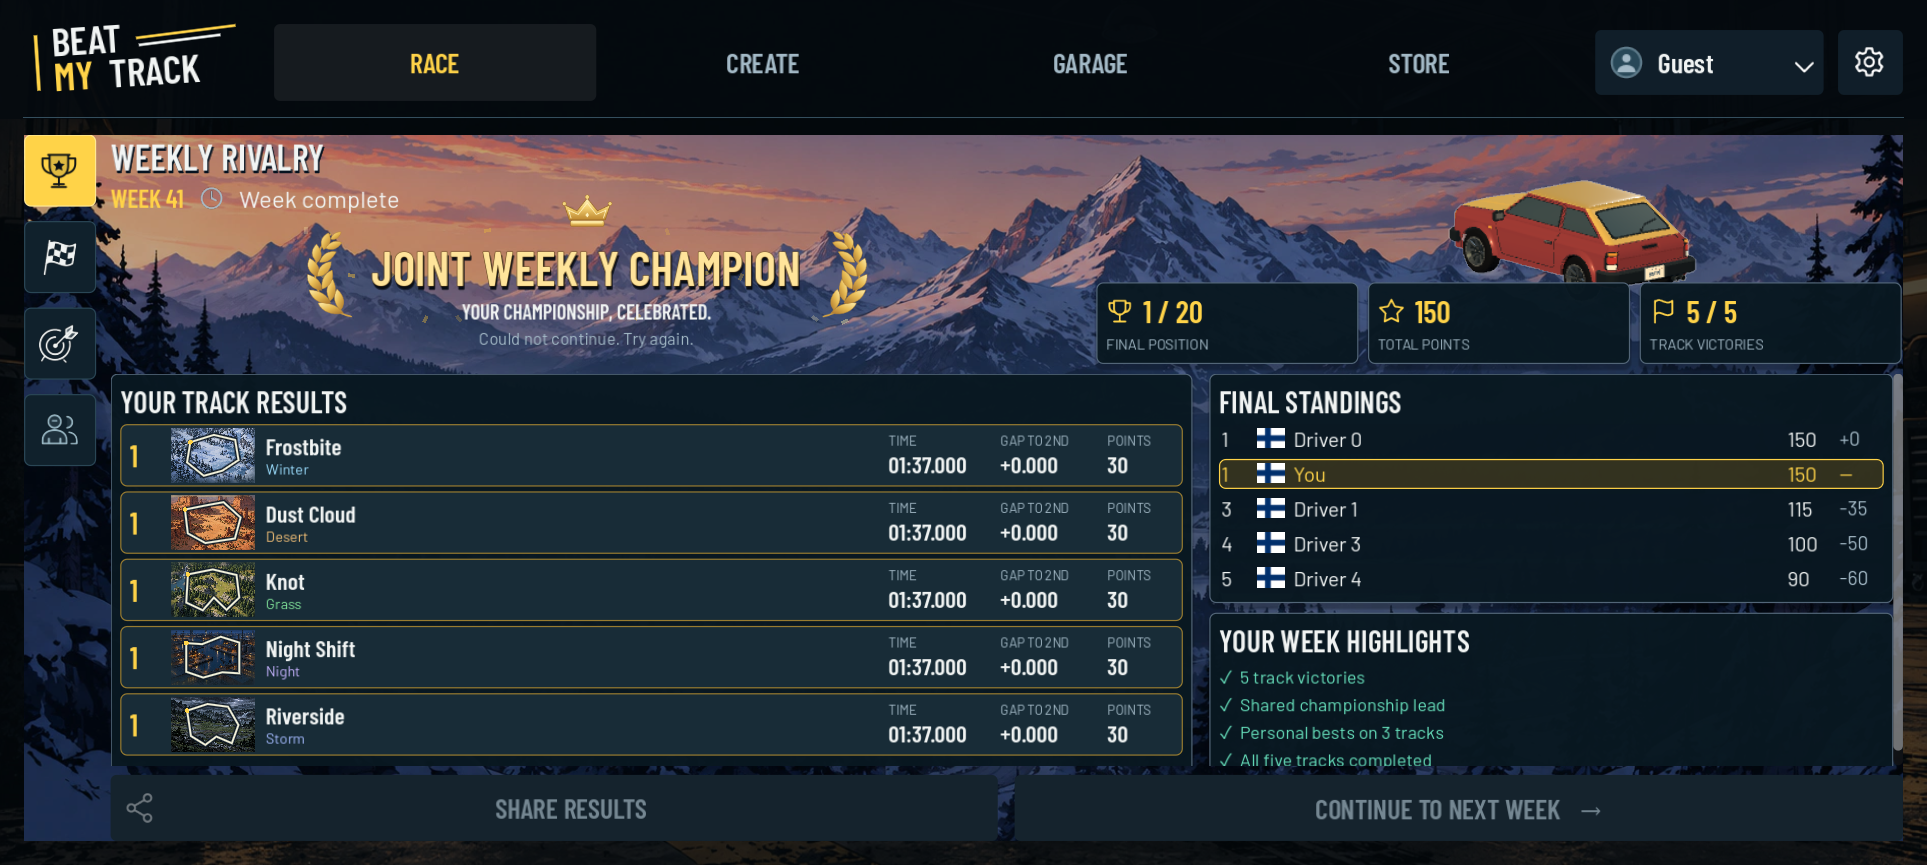 BEAT
MY TRACK
RACE
CREATE
GARAGE
STORE
Guest
WEEKLY RIVALRY
WEEK 41 Week complete
JOINT WEEKLY CHAMPION
YOUR CHAMPIONSHIP, CELEBRATED.
Could not continue. Try again.
1 / 20
FINAL POSITION
150
TOTAL POINTS
5 / 5
TRACK VICTORIES
YOUR TRACK RESULTS
1 Frostbite
Winter
TIME GAP TO 2ND POINTS
01:37.000 +0.000 30
1 Dust Cloud
Desert
TIME GAP TO 2ND POINTS
01:37.000 +0.000 30
1 Knot
Grass
TIME GAP TO 2ND POINTS
01:37.000 +0.000 30
1 Night Shift
Night
TIME GAP TO 2ND POINTS
01:37.000 +0.000 30
1 Riverside
Storm
TIME GAP TO 2ND POINTS
01:37.000 +0.000 30
FINAL STANDINGS
1 Driver 0 150 +0
1 You 150 —
3 Driver 1 115 -35
4 Driver 3 100 -50
5 Driver 4 90 -60
YOUR WEEK HIGHLIGHTS
✓ 5 track victories
✓ Shared championship lead
✓ Personal bests on 3 tracks
✓ All five tracks completed
SHARE RESULTS
CONTINUE TO NEXT WEEK →